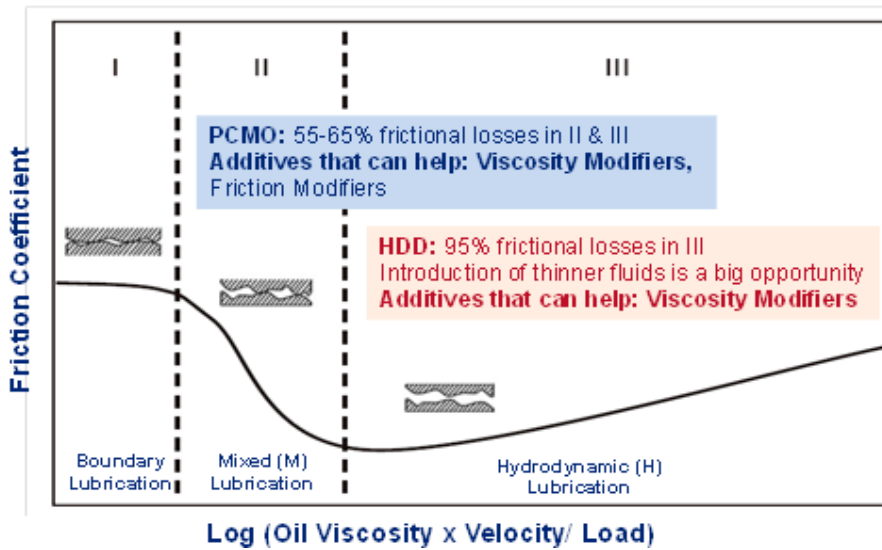 I
II
III
PCMO: 55-65% frictional losses in II & III
Additives that can help: Viscosity Modifiers,
Friction Modifiers
HDD: 95% frictional losses in III
Introduction of thinner fluids is a big opportunity
Additives that can help: Viscosity Modifiers
Friction Coefficient
Boundary
Lubrication
Mixed (M)
Lubrication
Hydrodynamic (H)
Lubrication
Log (Oil Viscosity x Velocity/ Load)